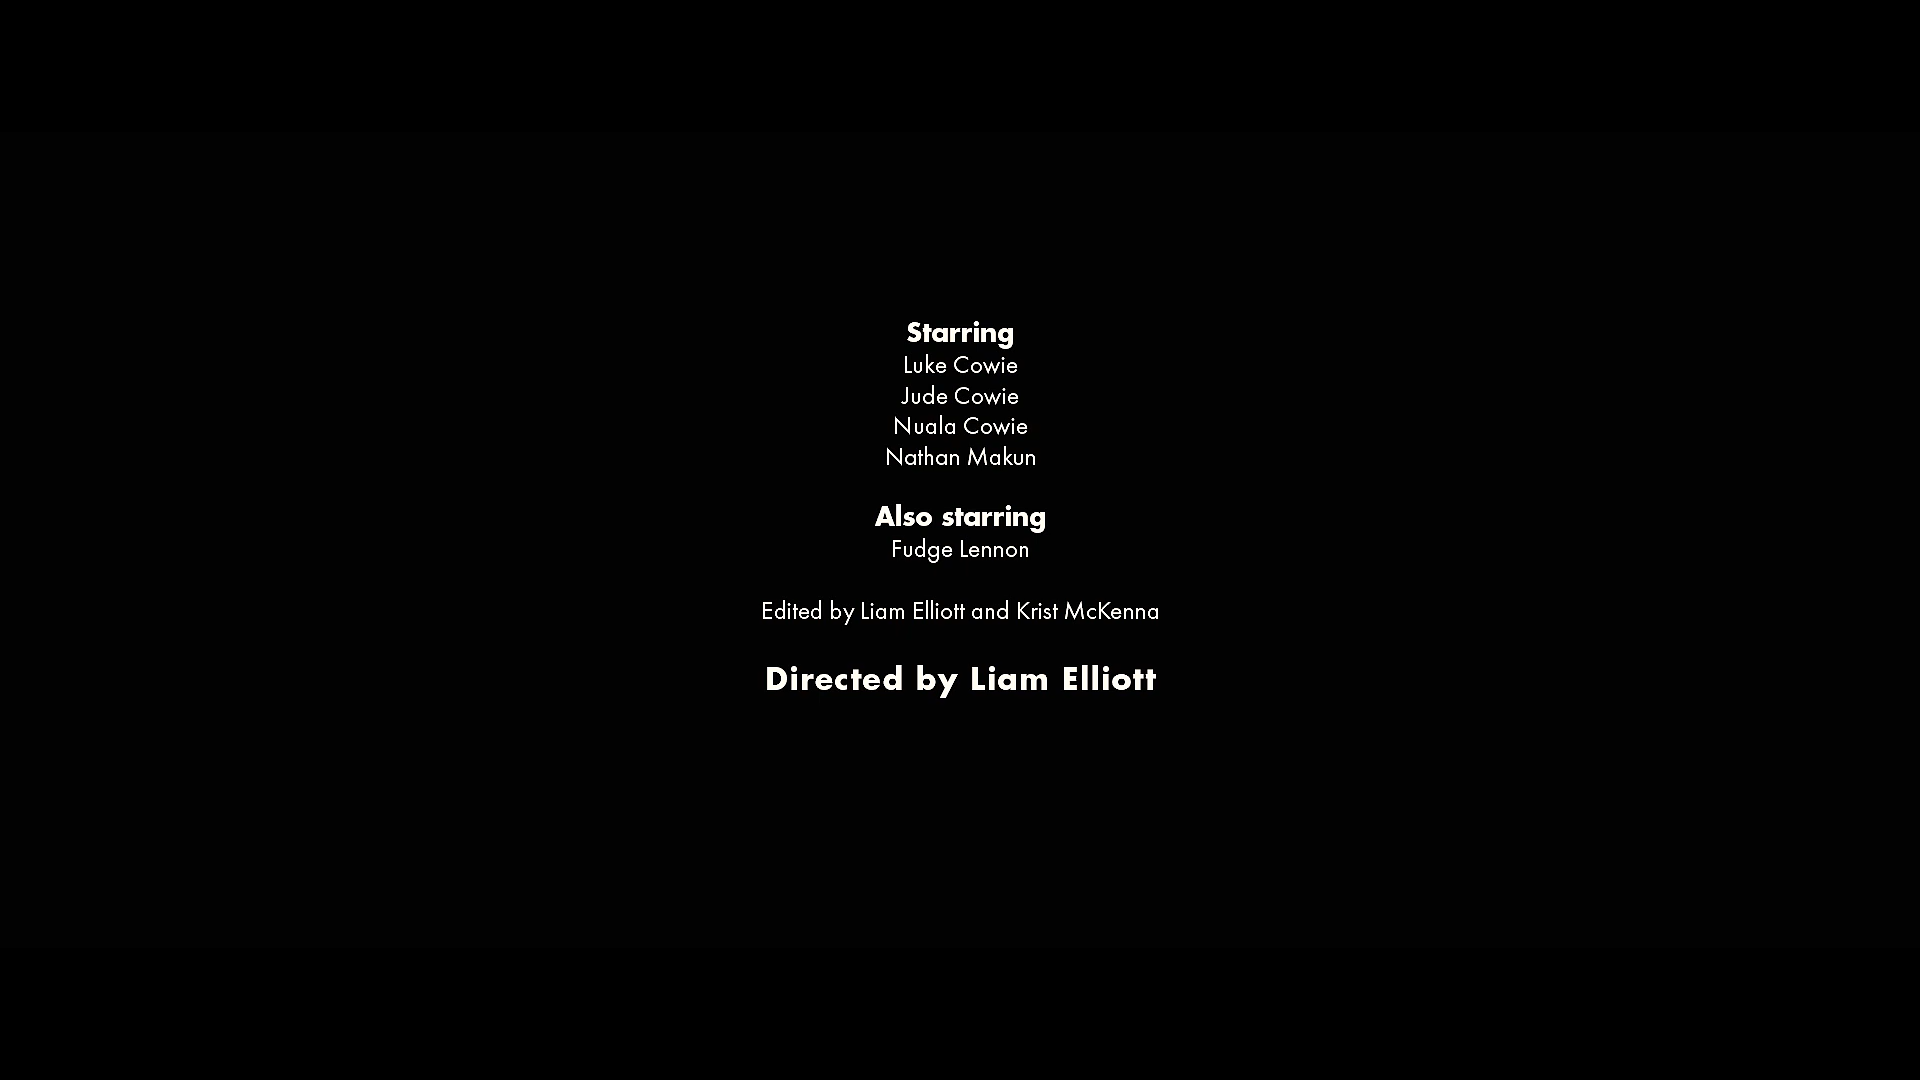 Starring
Luke Cowie
Jude Cowie
Nuala Cowie
Nathan Makun
Also starring
Fudge Lennon
Edited by Liam Elliott and Krist McKenna
Directed by Liam Elliott